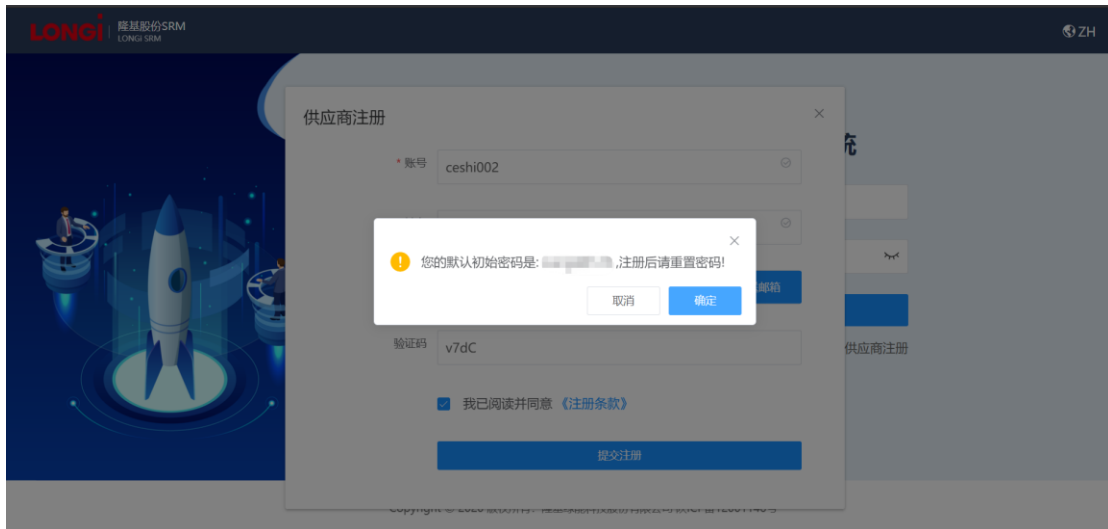 LONGi
隆基股份SRM
LONGi SRM
ZH
供应商注册
* 账号
ceshi002
您的默认初始密码是: ,注册后请重置密码!
取消
确定
邮箱
验证码
v7dC
供应商注册
我已阅读并同意 《注册条款》
提交注册